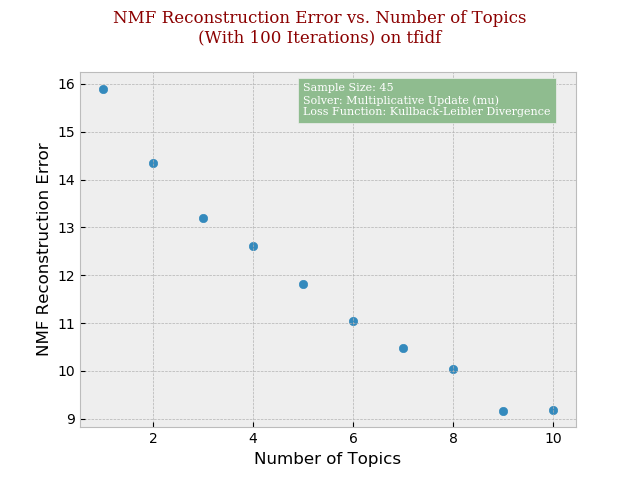 NMF Reconstruction Error vs. Number of Topics
(With 100 Iterations) on tfidf
Sample Size: 45
Solver: Multiplicative Update (mu)
Loss Function: Kullback-Leibler Divergence
NMF Reconstruction Error
16
15
14
13
12
11
10
9
2 4 6 8 10
Number of Topics